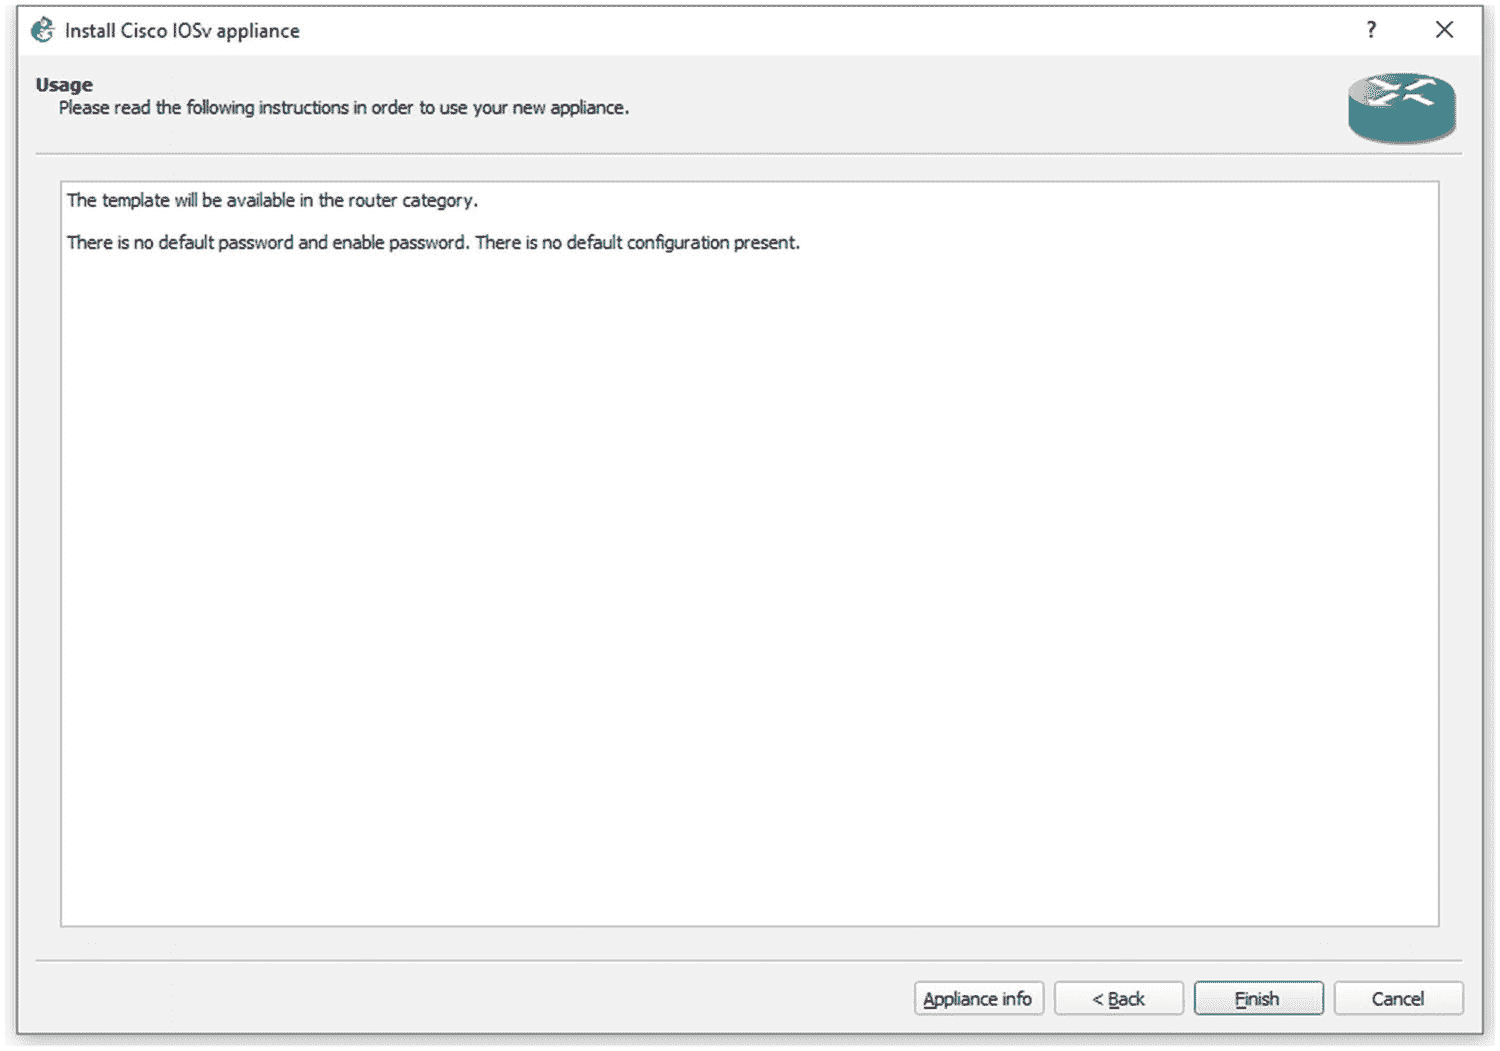 Install Cisco IOSv appliance
?
Usage
Please read the following instructions in order to use your new appliance.
The template will be available in the router category.
There is no default password and enable password. There is no default configuration present.
Appliance info
< Back
Finish
Cancel